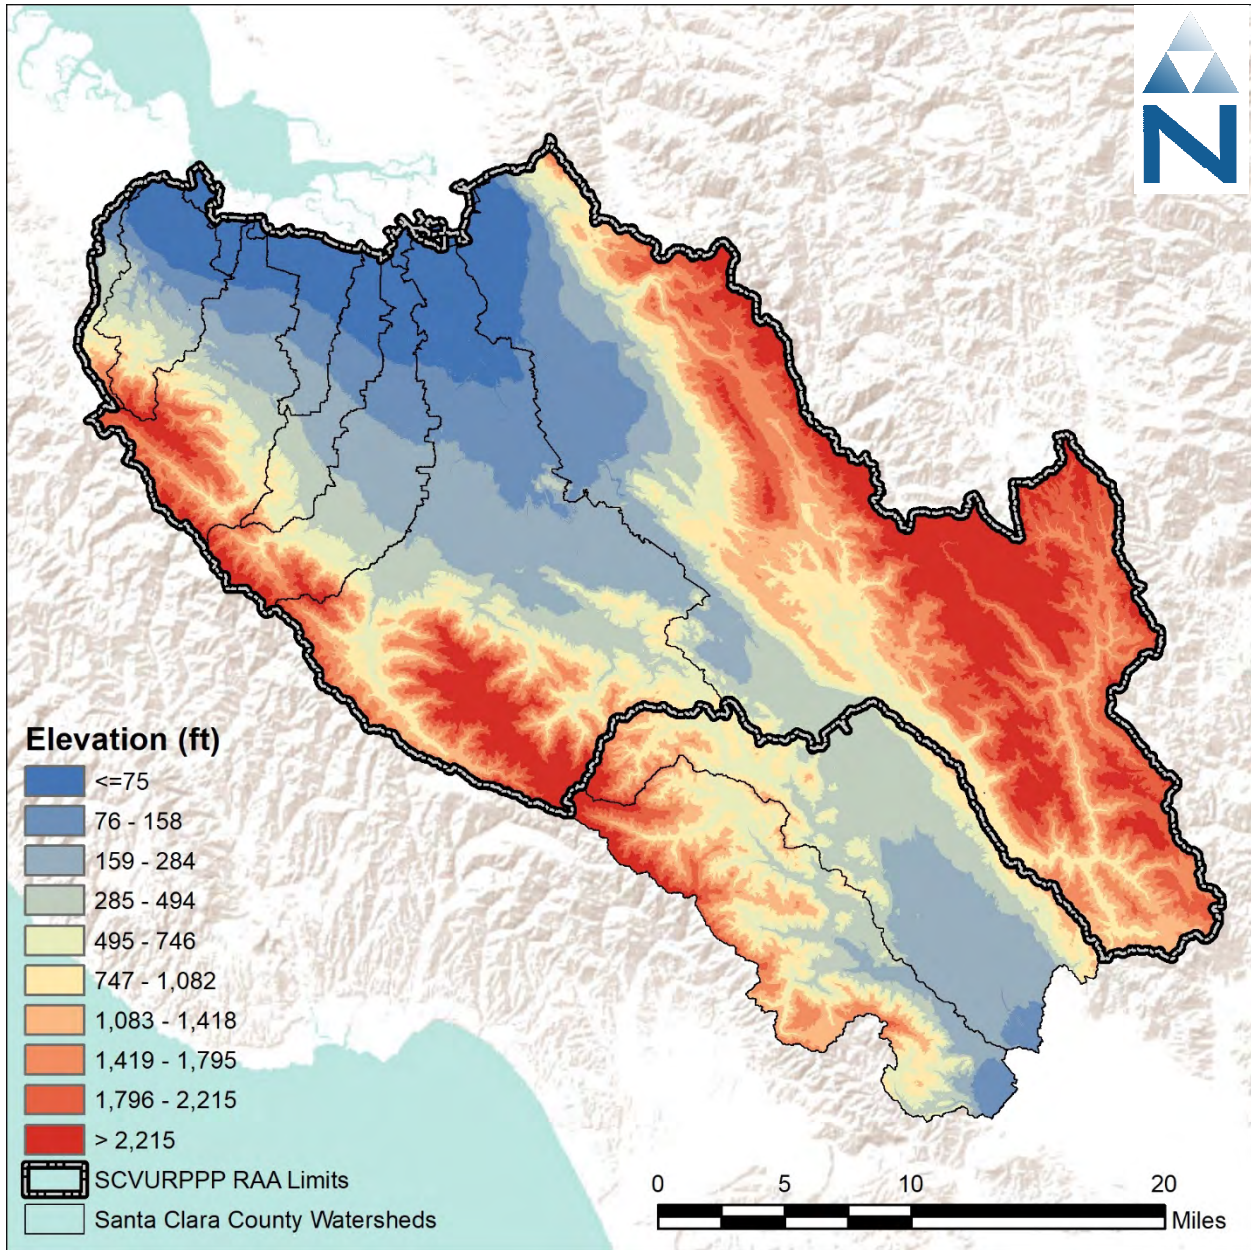 N
Elevation (ft)
<=75
76 - 158
159 - 284
285 - 494
495 - 746
747 - 1,082
1,083 - 1,418
1,419 - 1,795
1,796 - 2,215
> 2,215
SCVURPPP RAA Limits
Santa Clara County Watersheds
0 5 10 20
Miles